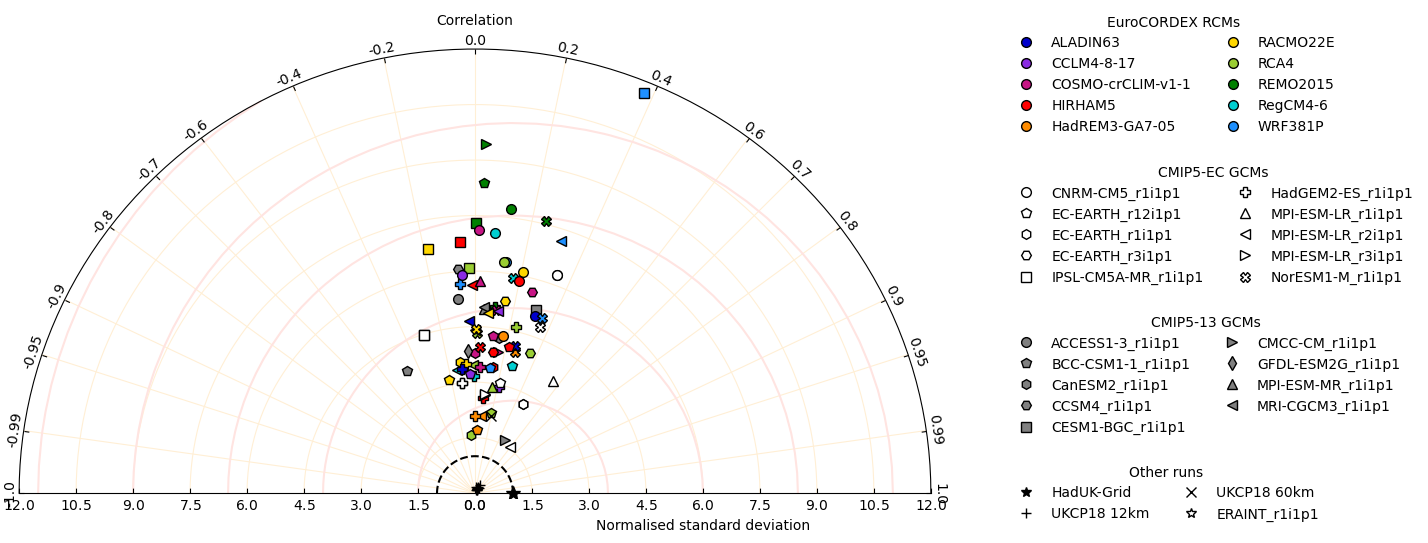 Correlation
0.0
-0.2
0.2
-0.4
0.4
-0.6
0.6
-0.7
0.7
-0.8
0.8
-0.9
0.9
-0.95
0.95
-0.99
0.99
-1.0
1.0
12.0 10.5 9.0 7.5 6.0 4.5 3.0 1.5 0.0 1.5 3.0 4.5 6.0 7.5 9.0 10.5 12.0
Normalised standard deviation
EuroCORDEX RCMs
ALADIN63 RACMO22E
CCLM4-8-17 RCA4
COSMO-crCLIM-v1-1 REMO2015
HIRHAM5 RegCM4-6
HadREM3-GA7-05 WRF381P
CMIP5-EC GCMs
CNRM-CM5_r1i1p1 HadGEM2-ES_r1i1p1
EC-EARTH_r12i1p1 MPI-ESM-LR_r1i1p1
EC-EARTH_r1i1p1 MPI-ESM-LR_r2i1p1
EC-EARTH_r3i1p1 MPI-ESM-LR_r3i1p1
IPSL-CM5A-MR_r1i1p1 NorESM1-M_r1i1p1
CMIP5-13 GCMs
ACCESS1-3_r1i1p1 CMCC-CM_r1i1p1
BCC-CSM1-1_r1i1p1 GFDL-ESM2G_r1i1p1
CanESM2_r1i1p1 MPI-ESM-MR_r1i1p1
CCSM4_r1i1p1 MRI-CGCM3_r1i1p1
CESM1-BGC_r1i1p1
Other runs
HadUK-Grid UKCP18 60km
UKCP18 12km ERAINT_r1i1p1